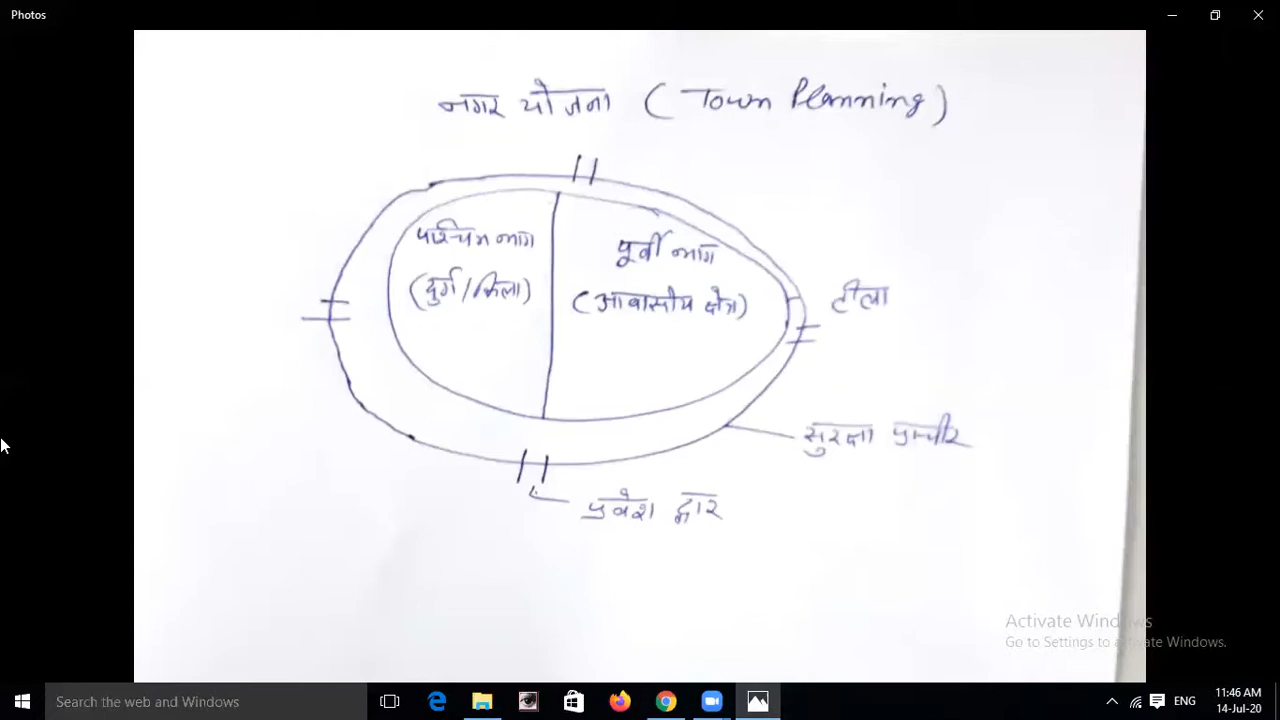 Photos
नगर योजना (Town Planning)
पश्चिम भाग
(दुर्ग/किला)
पूर्वी भाग
(आवासीय क्षेत्र)
टीला
सुरक्षा प्राचीर
प्रवेश द्वार
Activate Windows
Go to Settings to activate Windows.
Search the web and Windows
ENG
11:46 AM
14-Jul-20